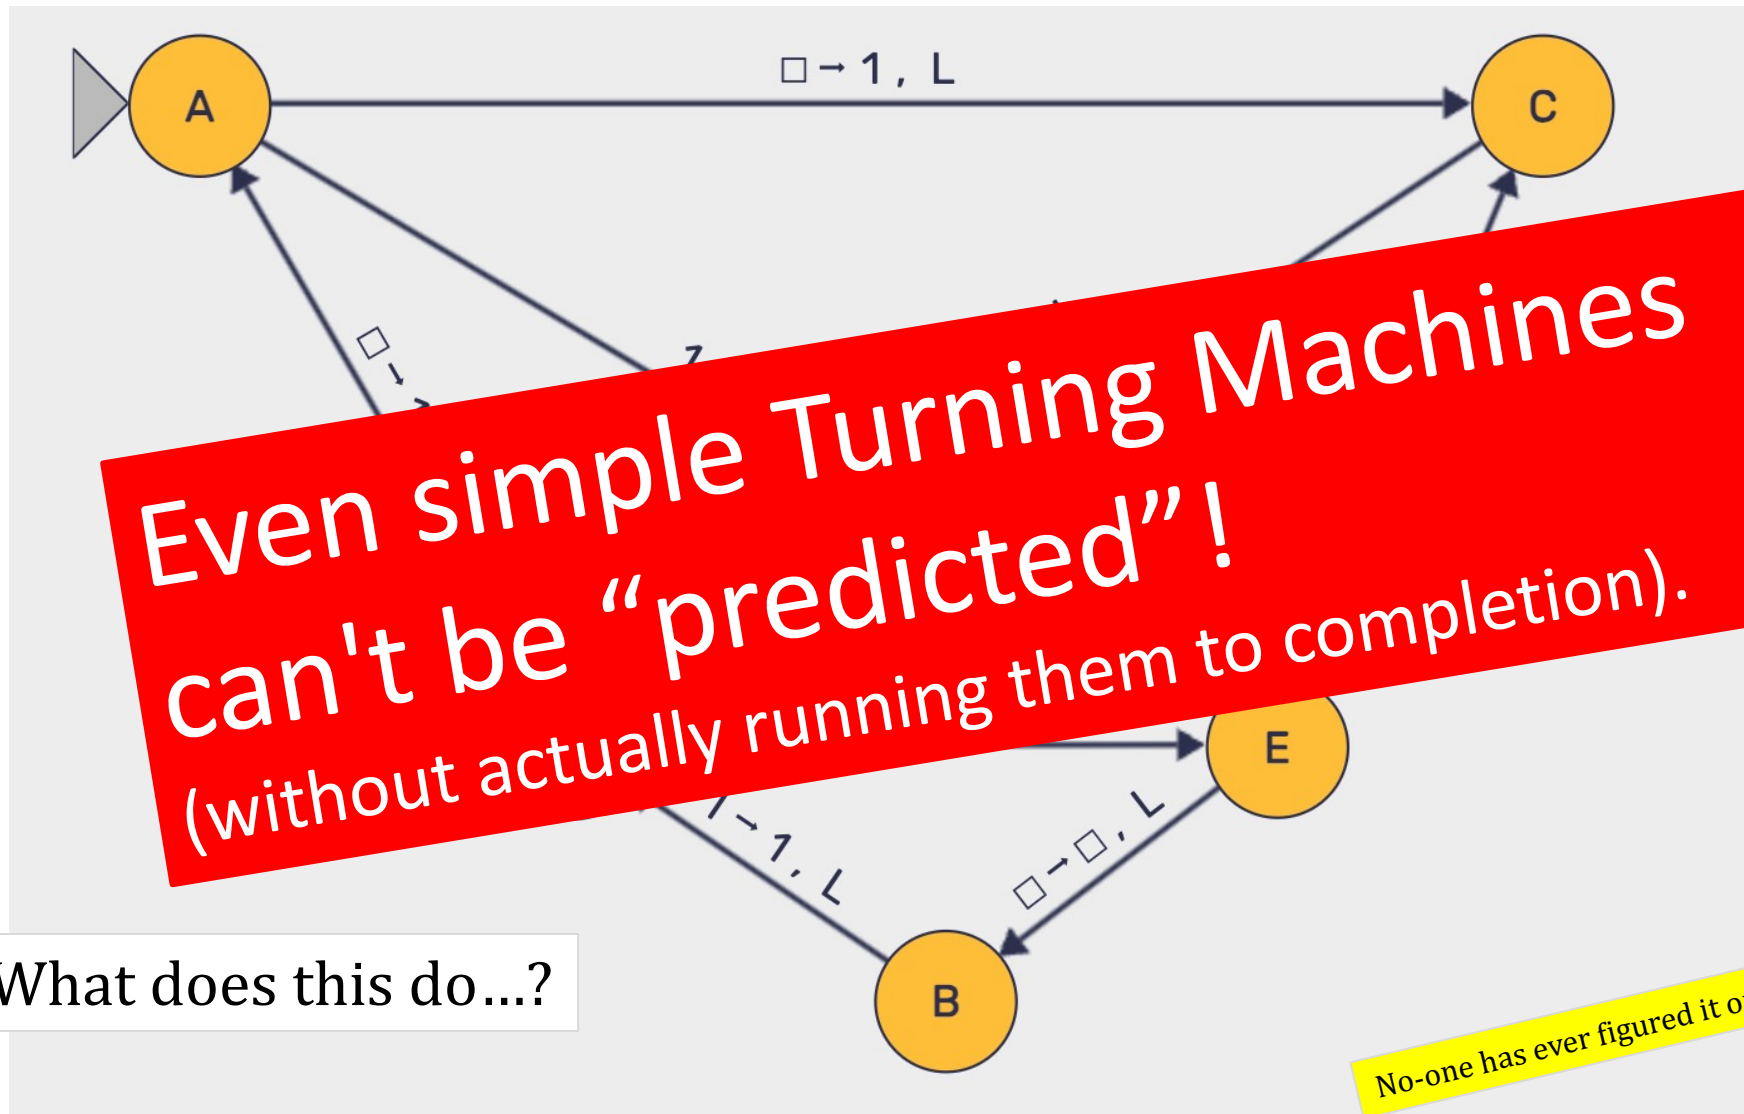 A
□→1, L
C
□→
Even simple Turning Machines
can't be “predicted”!
(without actually running them to completion).
E
→1, L
□→□, L
What does this do…?
B
No-one has ever figured it